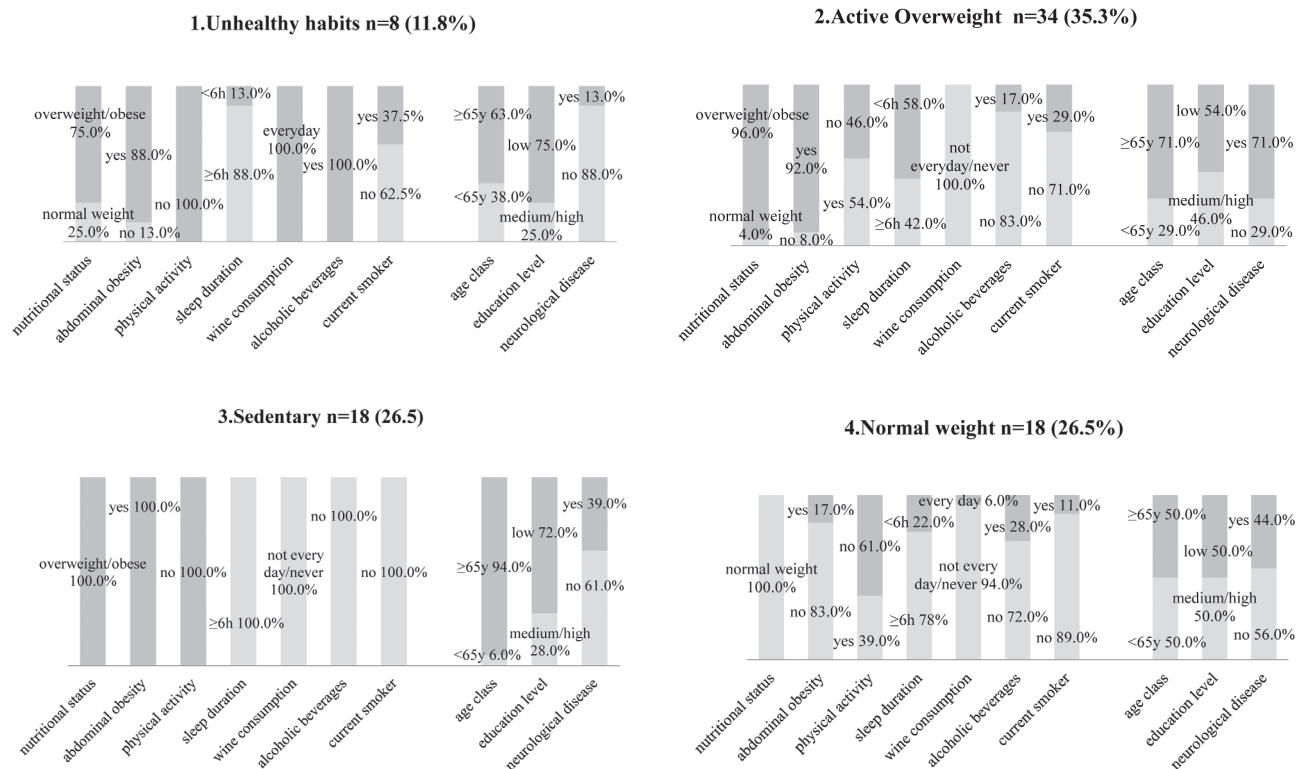 1.Unhealthy habits n=8 (11.8%)
overweight/obese
75.0%
normal weight
25.0%
yes 88.0%
no 13.0%
no 100.0%
<6h 13.0%
≥6h 88.0%
everyday
100.0%
yes 100.0%
yes 37.5%
no 62.5%
≥65y 63.0%
<65y 38.0%
low 75.0%
medium/high
25.0%
yes 13.0%
no 88.0%
nutritional status
abdominal obesity
physical activity
sleep duration
wine consumption
alcoholic beverages
current smoker
age class
education level
neurological disease
2.Active Overweight n=34 (35.3%)
overweight/obese
96.0%
normal weight
4.0%
yes
92.0%
no 8.0%
no 46.0%
yes 54.0%
<6h 58.0%
≥6h 42.0%
not
everyday/never
100.0%
yes 17.0%
no 83.0%
yes 29.0%
no 71.0%
≥65y 71.0%
<65y 29.0%
low 54.0%
medium/high
46.0%
yes 71.0%
no 29.0%
nutritional status
abdominal obesity
physical activity
sleep duration
wine consumption
alcoholic beverages
current smoker
age class
education level
neurological disease
3.Sedentary n=18 (26.5)
overweight/obese
100.0%
yes 100.0%
no 100.0%
≥6h 100.0%
not every
day/never
100.0%
no 100.0%
no 100.0%
≥65y 94.0%
<65y 6.0%
low 72.0%
medium/high
28.0%
yes 39.0%
no 61.0%
nutritional status
abdominal obesity
physical activity
sleep duration
wine consumption
alcoholic beverages
current smoker
age class
education level
neurological disease
4.Normal weight n=18 (26.5%)
normal weight
100.0%
yes 17.0%
no 83.0%
no 61.0%
yes 39.0%
<6h 22.0%
≥6h 78%
every day 6.0%
not every
day/never 94.0%
yes 28.0%
no 72.0%
yes 11.0%
no 89.0%
≥65y 50.0%
<65y 50.0%
low 50.0%
medium/high
50.0%
yes 44.0%
no 56.0%
nutritional status
abdominal obesity
physical activity
sleep duration
wine consumption
alcoholic beverages
current smoker
age class
education level
neurological disease